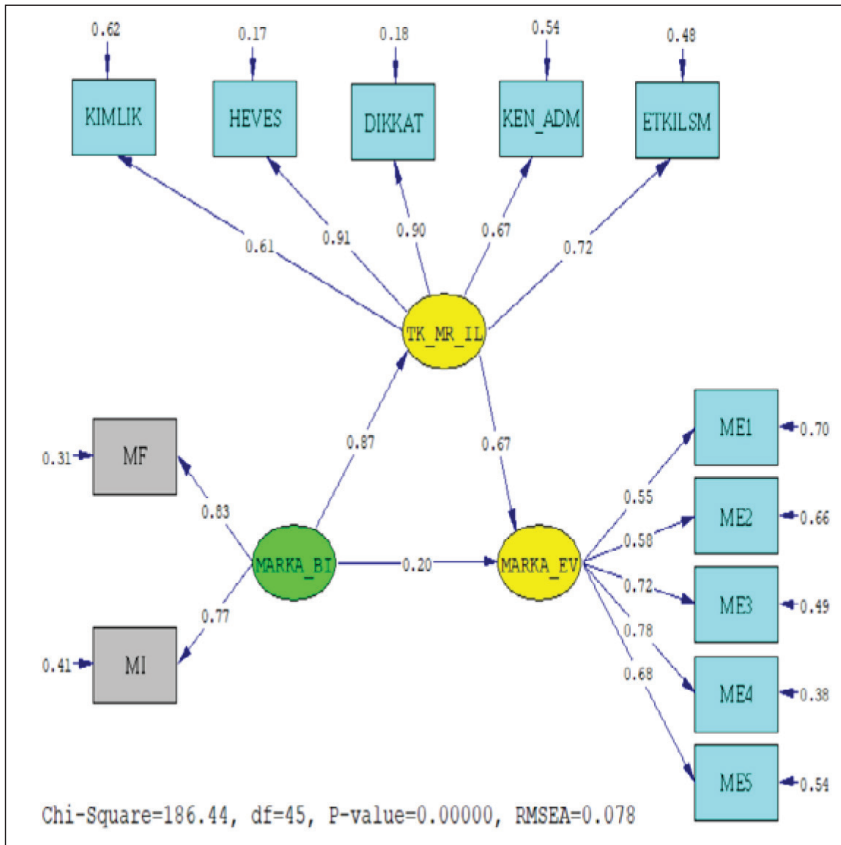 0.62 0.17 0.18 0.54 0.48
KIMLIK HEVES DIKKAT KEN_ADM ETKILSM
0.61 0.91 0.90 0.67 0.72
TK_MR_IL
0.87 0.67
0.31 MF
0.83
MARKA_BI 0.20 MARKA_EV
0.77
0.41 MI
0.55 ME1 0.70
0.58 ME2 0.66
0.72 ME3 0.49
0.78 ME4 0.38
0.68 ME5 0.54
Chi-Square=186.44, df=45, P-value=0.00000, RMSEA=0.078